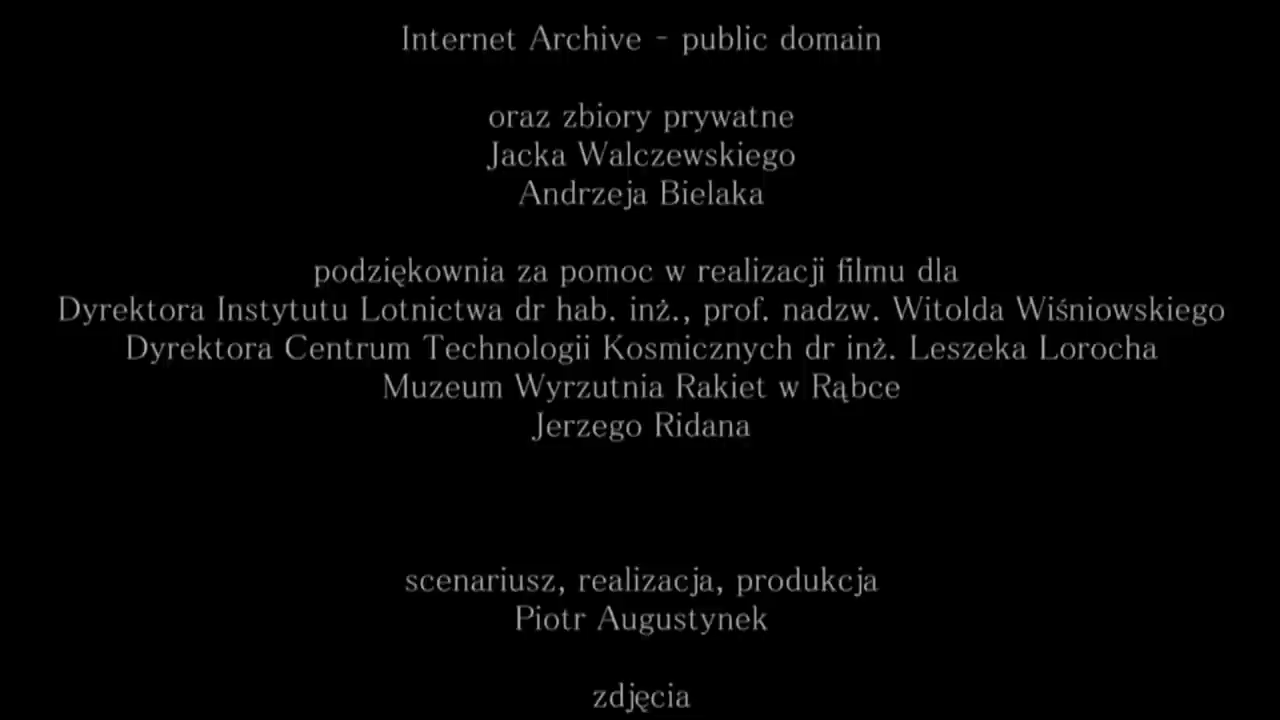 Internet Archive - public domain
oraz zbiory prywatne
Jacka Walczewskiego
Andrzeja Bielaka
podziękownia za pomoc w realizacji filmu dla
Dyrektora Instytutu Lotnictwa dr hab. inż., prof. nadzw. Witolda Wiśniowskiego
Dyrektora Centrum Technologii Kosmicznych dr inż. Leszeka Lorocha
Muzeum Wyrzutnia Rakiet w Rąbce
Jerzego Ridana
scenariusz, realizacja, produkcja
Piotr Augustynek
zdjęcia